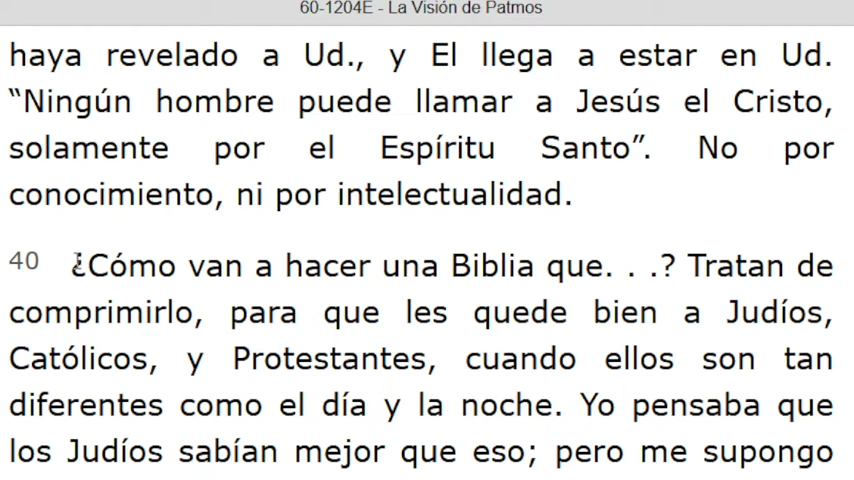 60-1204E - La Visión de Patmos
haya revelado a Ud., y El llega a estar en Ud.
“Ningún hombre puede llamar a Jesús el Cristo,
solamente por el Espíritu Santo”. No por
conocimiento, ni por intelectualidad.
40 ¿Cómo van a hacer una Biblia que. . .? Tratan de
comprimirlo, para que les quede bien a Judíos,
Católicos, y Protestantes, cuando ellos son tan
diferentes como el día y la noche. Yo pensaba que
los Judíos sabían mejor que eso; pero me supongo